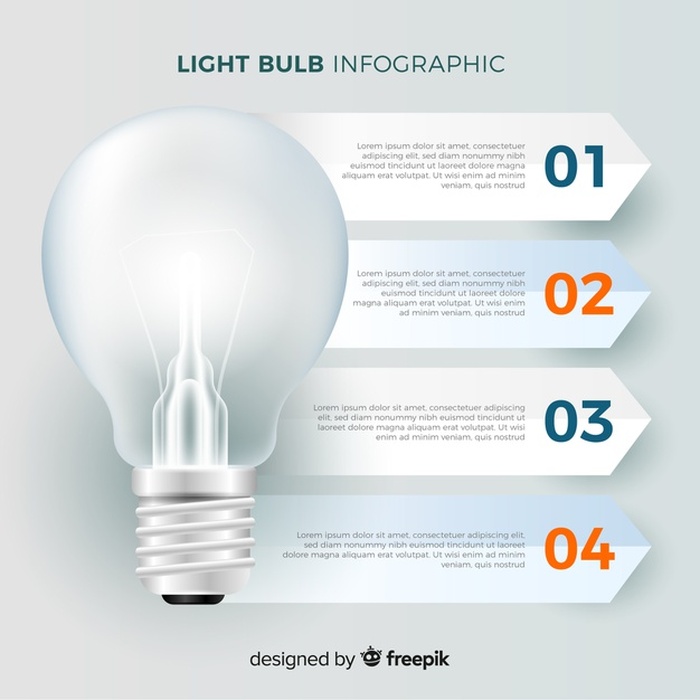 LIGHT BULB INFOGRAPHIC
Lorem ipsum dolor sit amet, consectetuer
adipiscing elit, sed diam nonummy nibh
euismod tincidunt ut laoreet dolore magna
aliquam erat volutpat. Ut wisi enim ad minim
veniam, quis nostrud
01
Lorem ipsum dolor sit amet, consectetuer
adipiscing elit, sed diam nonummy nibh
euismod tincidunt ut laoreet dolore
magna aliquam erat volutpat. Ut wisi enim
ad minim veniam, quis nostrud
02
Lorem ipsum dolor sit amet, consectetuer adipiscing
elit, sed diam nonummy nibh euismod tincidunt ut
laoreet dolore magna aliquam erat volutpat. Ut wisi
enim ad minim veniam, quis nostrud
03
Lorem ipsum dolor sit amet, consectetuer adipiscing elit,
sed diam nonummy nibh euismod tincidunt ut laoreet
dolore magna aliquam erat volutpat. Ut wisi enim ad minim
veniam, quis nostrud
04
designed by freepik